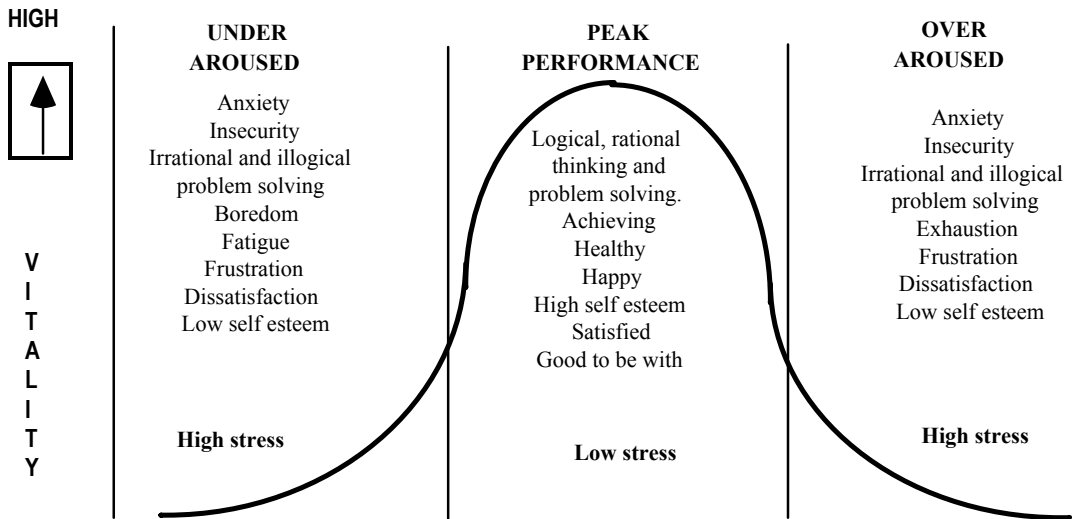 HIGH
VITALITY
UNDER
AROUSED
Anxiety
Insecurity
Irrational and illogical
problem solving
Boredom
Fatigue
Frustration
Dissatisfaction
Low self esteem
High stress
PEAK
PERFORMANCE
Logical, rational
thinking and
problem solving.
Achieving
Healthy
Happy
High self esteem
Satisfied
Good to be with
Low stress
OVER
AROUSED
Anxiety
Insecurity
Irrational and illogical
problem solving
Exhaustion
Frustration
Dissatisfaction
Low self esteem
High stress